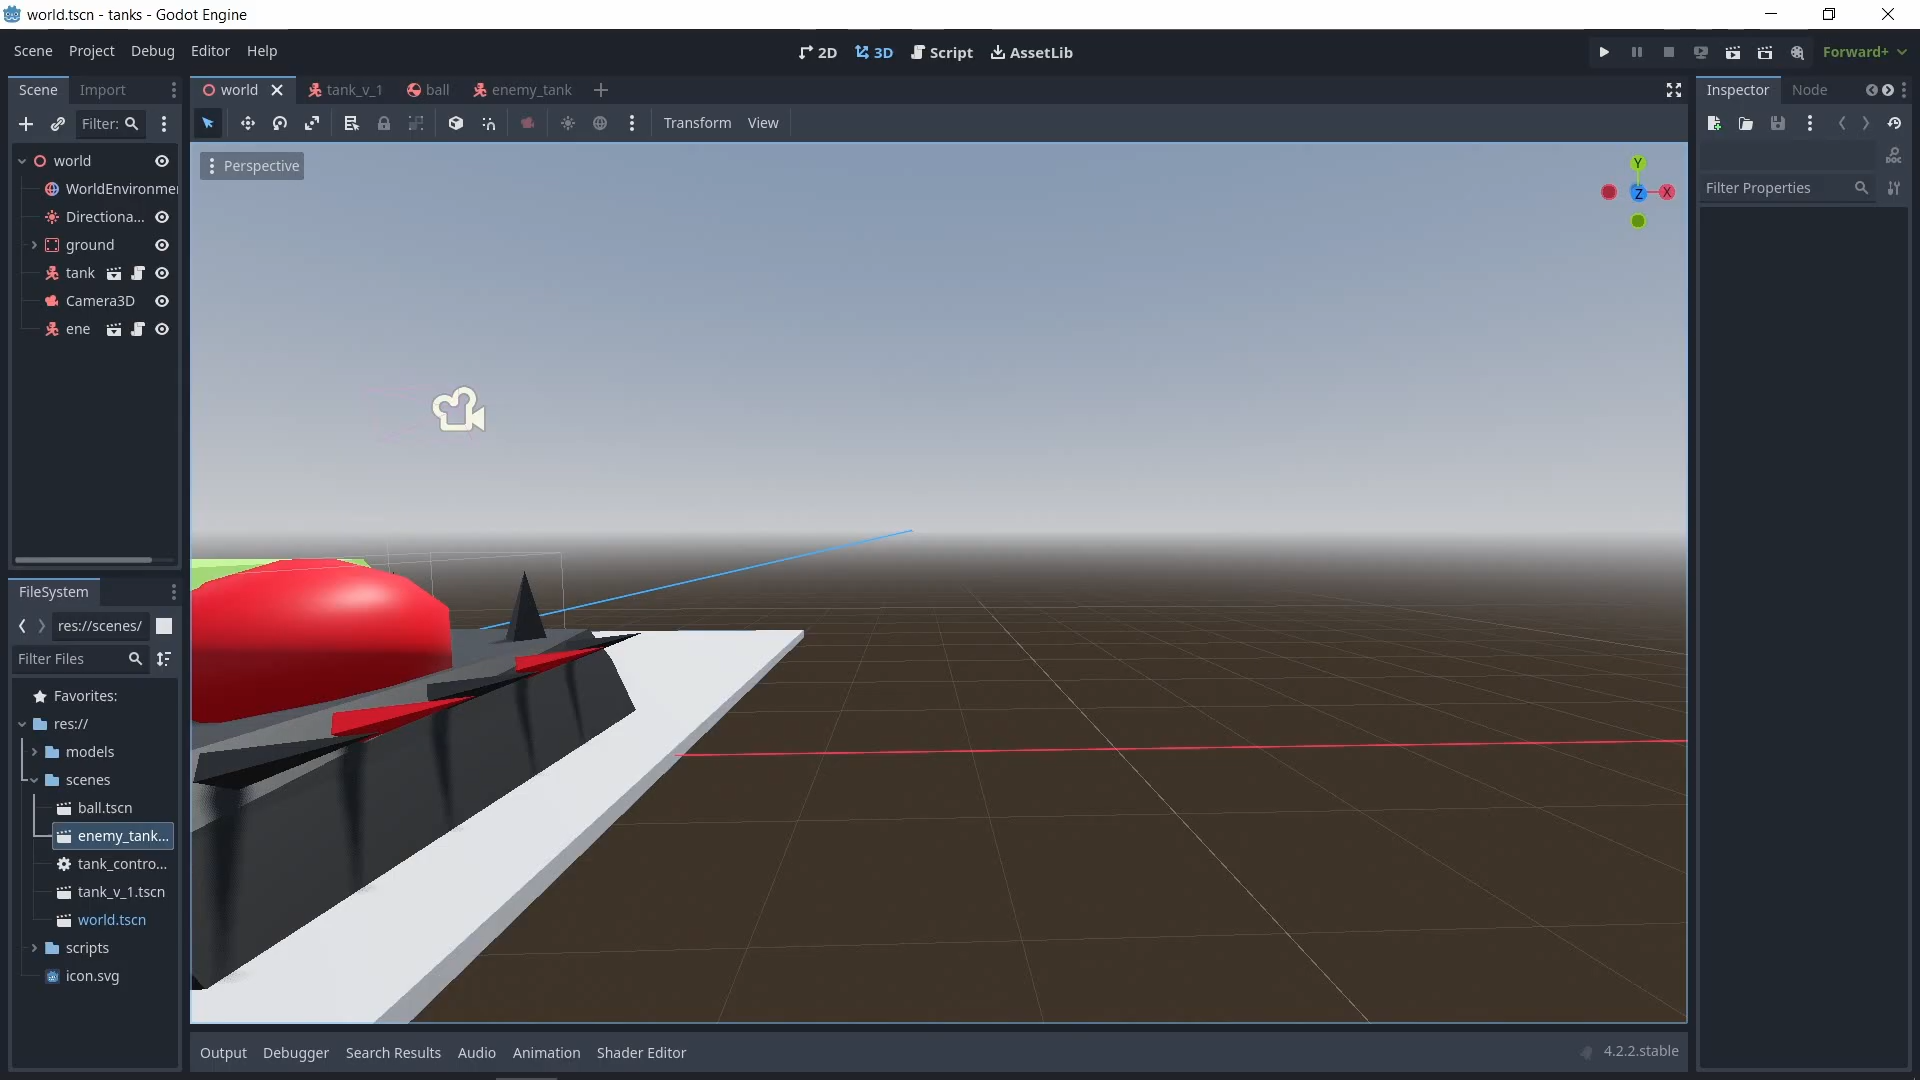 world.tscn - tanks - Godot Engine
Scene Project Debug Editor Help
2D 3D Script AssetLib
Forward+
Scene Import
world tank_v_1 ball enemy_tank
Inspector Node
Filter:
Transform View
world
WorldEnvironmen
Directiona...
ground
tank
Camera3D
ene
Perspective
Y
Z X
DOC
Filter Properties
FileSystem
res://scenes/
Filter Files
Favorites:
res://
models
scenes
ball.tscn
enemy_tank...
tank_contro...
tank_v_1.tscn
world.tscn
scripts
icon.svg
Output Debugger Search Results Audio Animation Shader Editor
4.2.2.stable